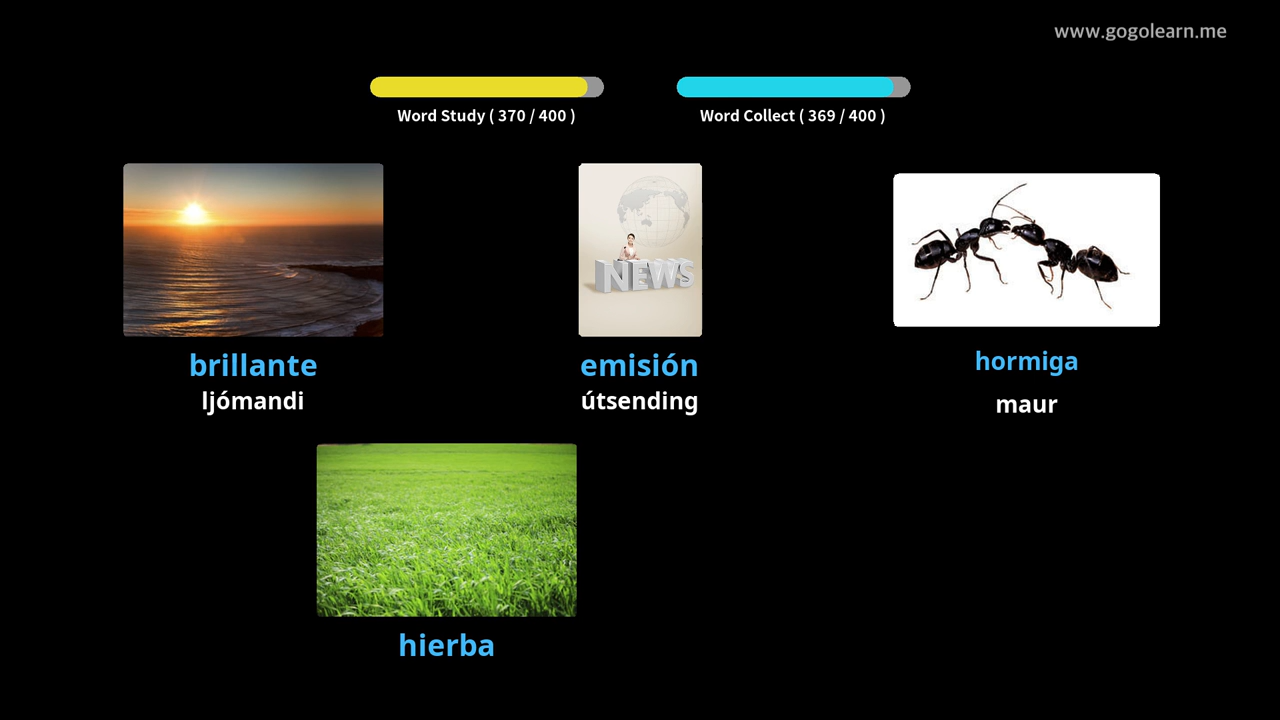 www.gogolearn.me
Word Study ( 370 / 400 )
Word Collect ( 369 / 400 )
NEWS
brillante
ljómandi
emisión
útsending
hormiga
maur
hierba